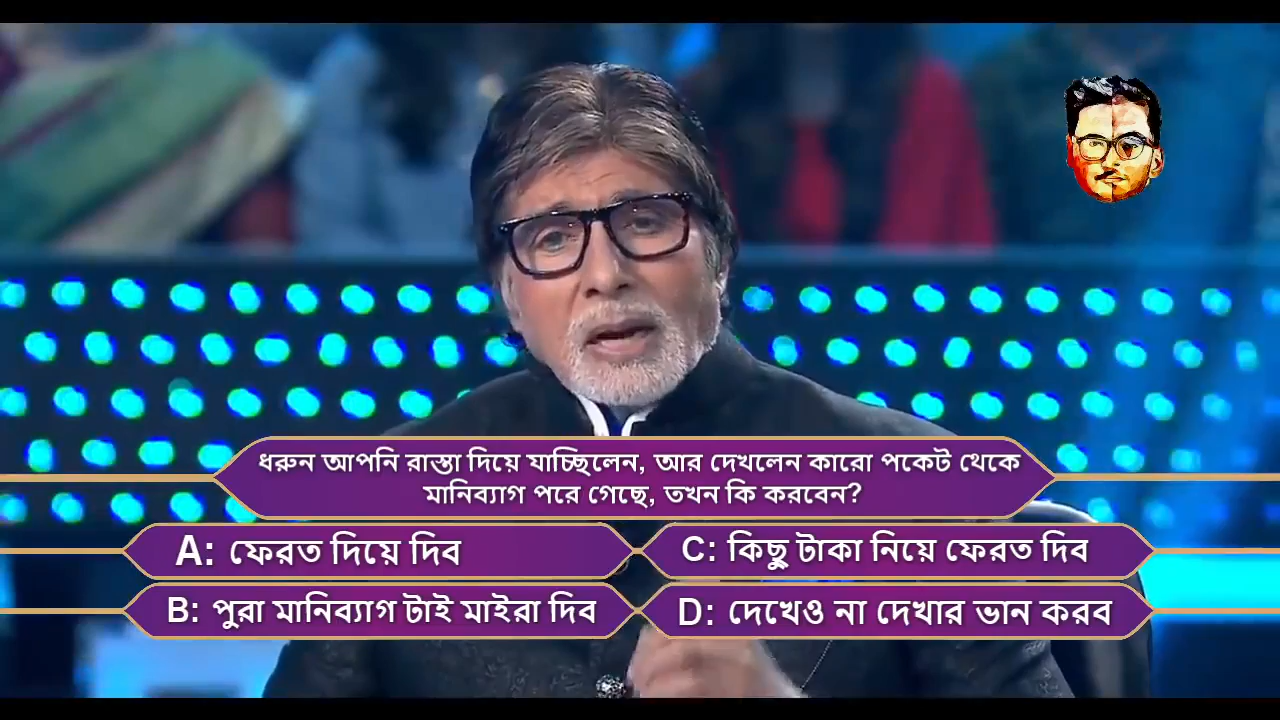 ধরুন আপনি রাস্তা দিয়ে যাচ্ছিলেন, আর দেখলেন কারো পকেট থেকে
মানিব্যাগ পরে গেছে, তখন কি করবেন?
A: ফেরত দিয়ে দিব
C: কিছু টাকা নিয়ে ফেরত দিব
B: পুরা মানিব্যাগ টাই মাইরা দিব
D: দেখেও না দেখার ভান করব